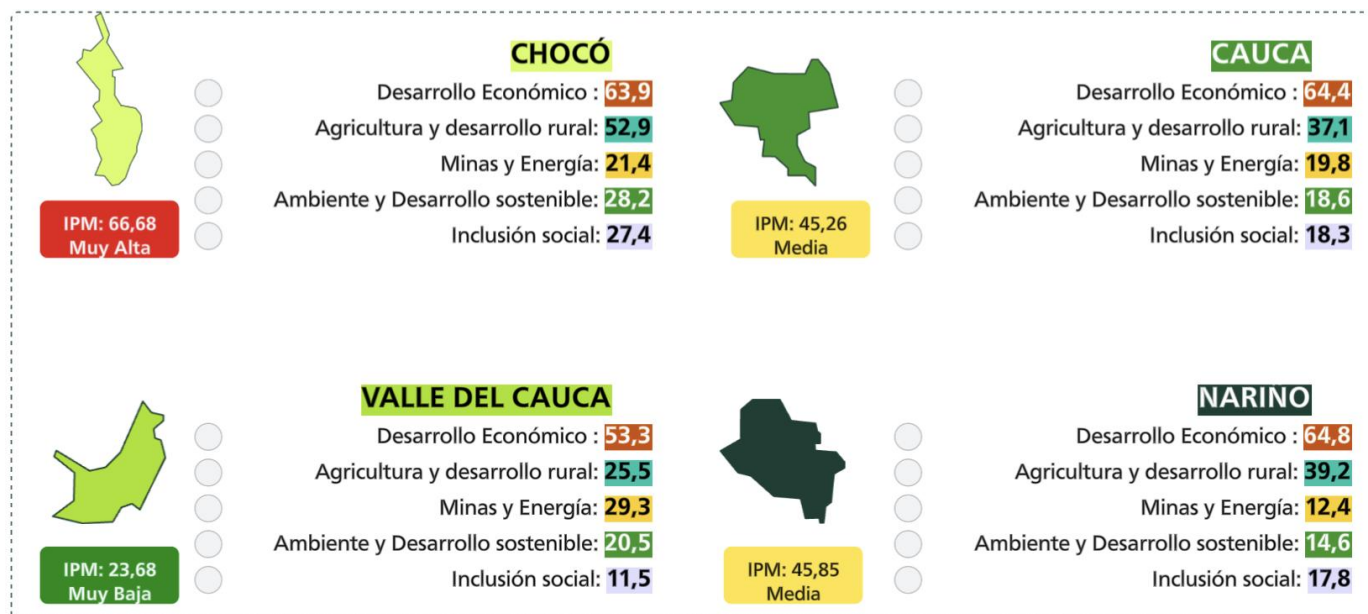 CHOCÓ
Desarrollo Económico : 63,9
Agricultura y desarrollo rural: 52,9
Minas y Energía: 21,4
Ambiente y Desarrollo sostenible: 28,2
Inclusión social: 27,4
IPM: 66,68
Muy Alta
CAUCA
Desarrollo Económico : 64,4
Agricultura y desarrollo rural: 37,1
Minas y Energía: 19,8
Ambiente y Desarrollo sostenible: 18,6
Inclusión social: 18,3
IPM: 45,26
Media
VALLE DEL CAUCA
Desarrollo Económico : 53,3
Agricultura y desarrollo rural: 25,5
Minas y Energía: 29,3
Ambiente y Desarrollo sostenible: 20,5
Inclusión social: 11,5
IPM: 23,68
Muy Baja
NARINO
Desarrollo Económico : 64,8
Agricultura y desarrollo rural: 39,2
Minas y Energía: 12,4
Ambiente y Desarrollo sostenible: 14,6
Inclusión social: 17,8
IPM: 45,85
Media